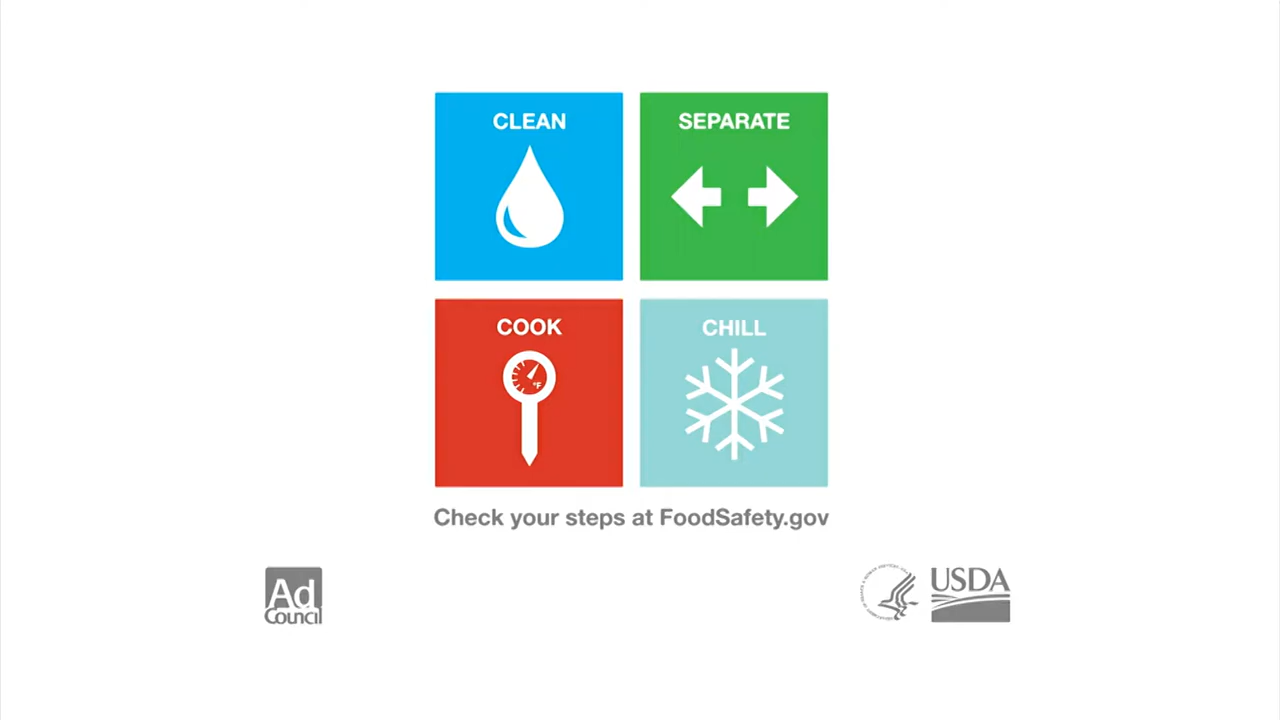 CLEAN
SEPARATE
COOK
°F
CHILL
Check your steps at FoodSafety.gov
Ad
Council
USDA